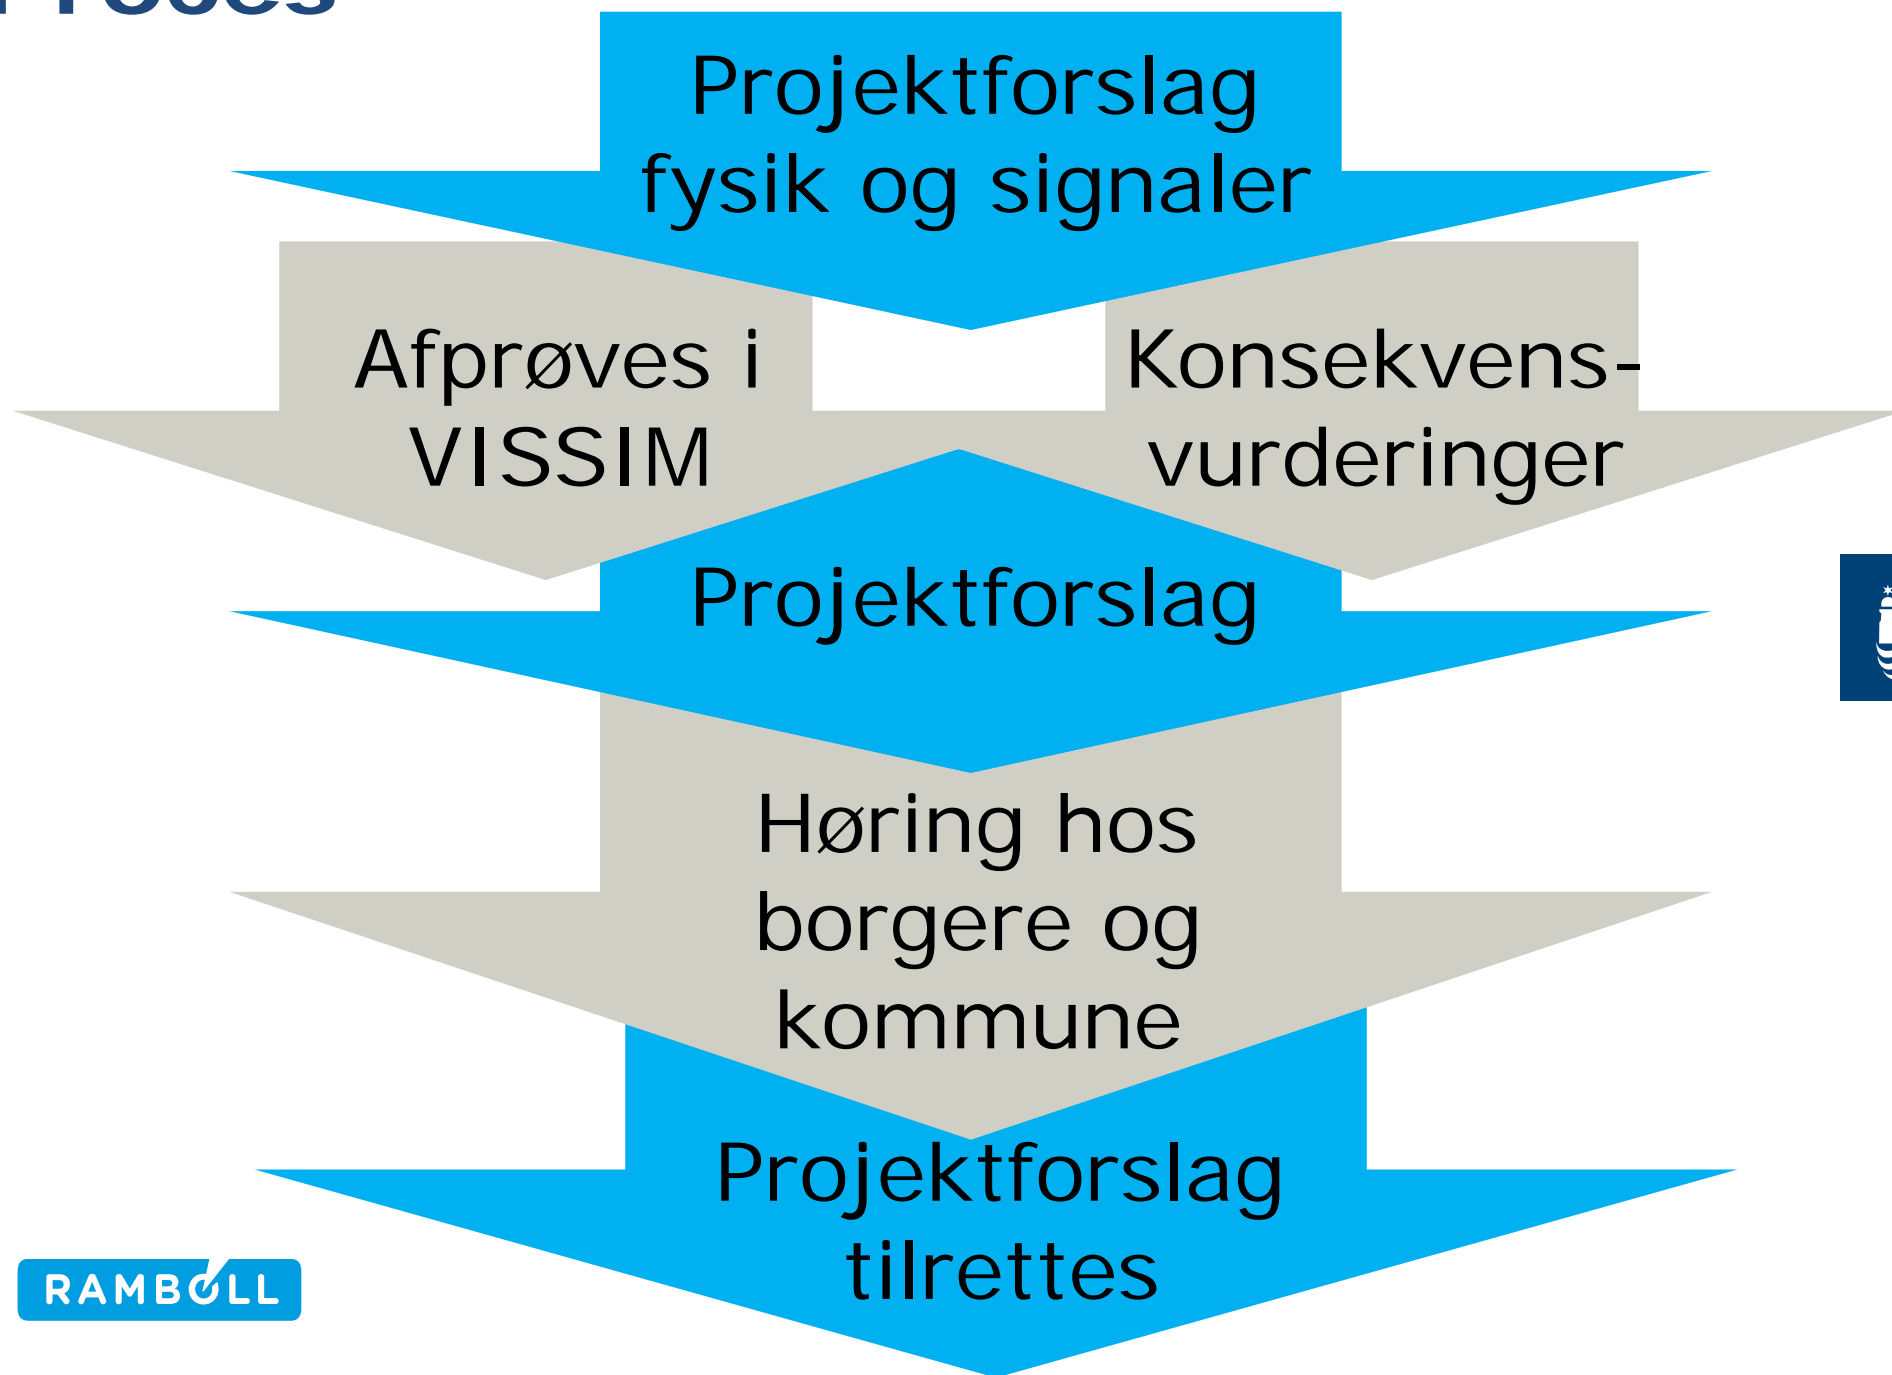 Projektforslag
fysik og signaler
Afprøves i
VISSIM
Konsekvens-
vurderinger
Projektforslag
Høring hos
borgere og
kommune
Projektforslag
tilrettes
RAMBØLL